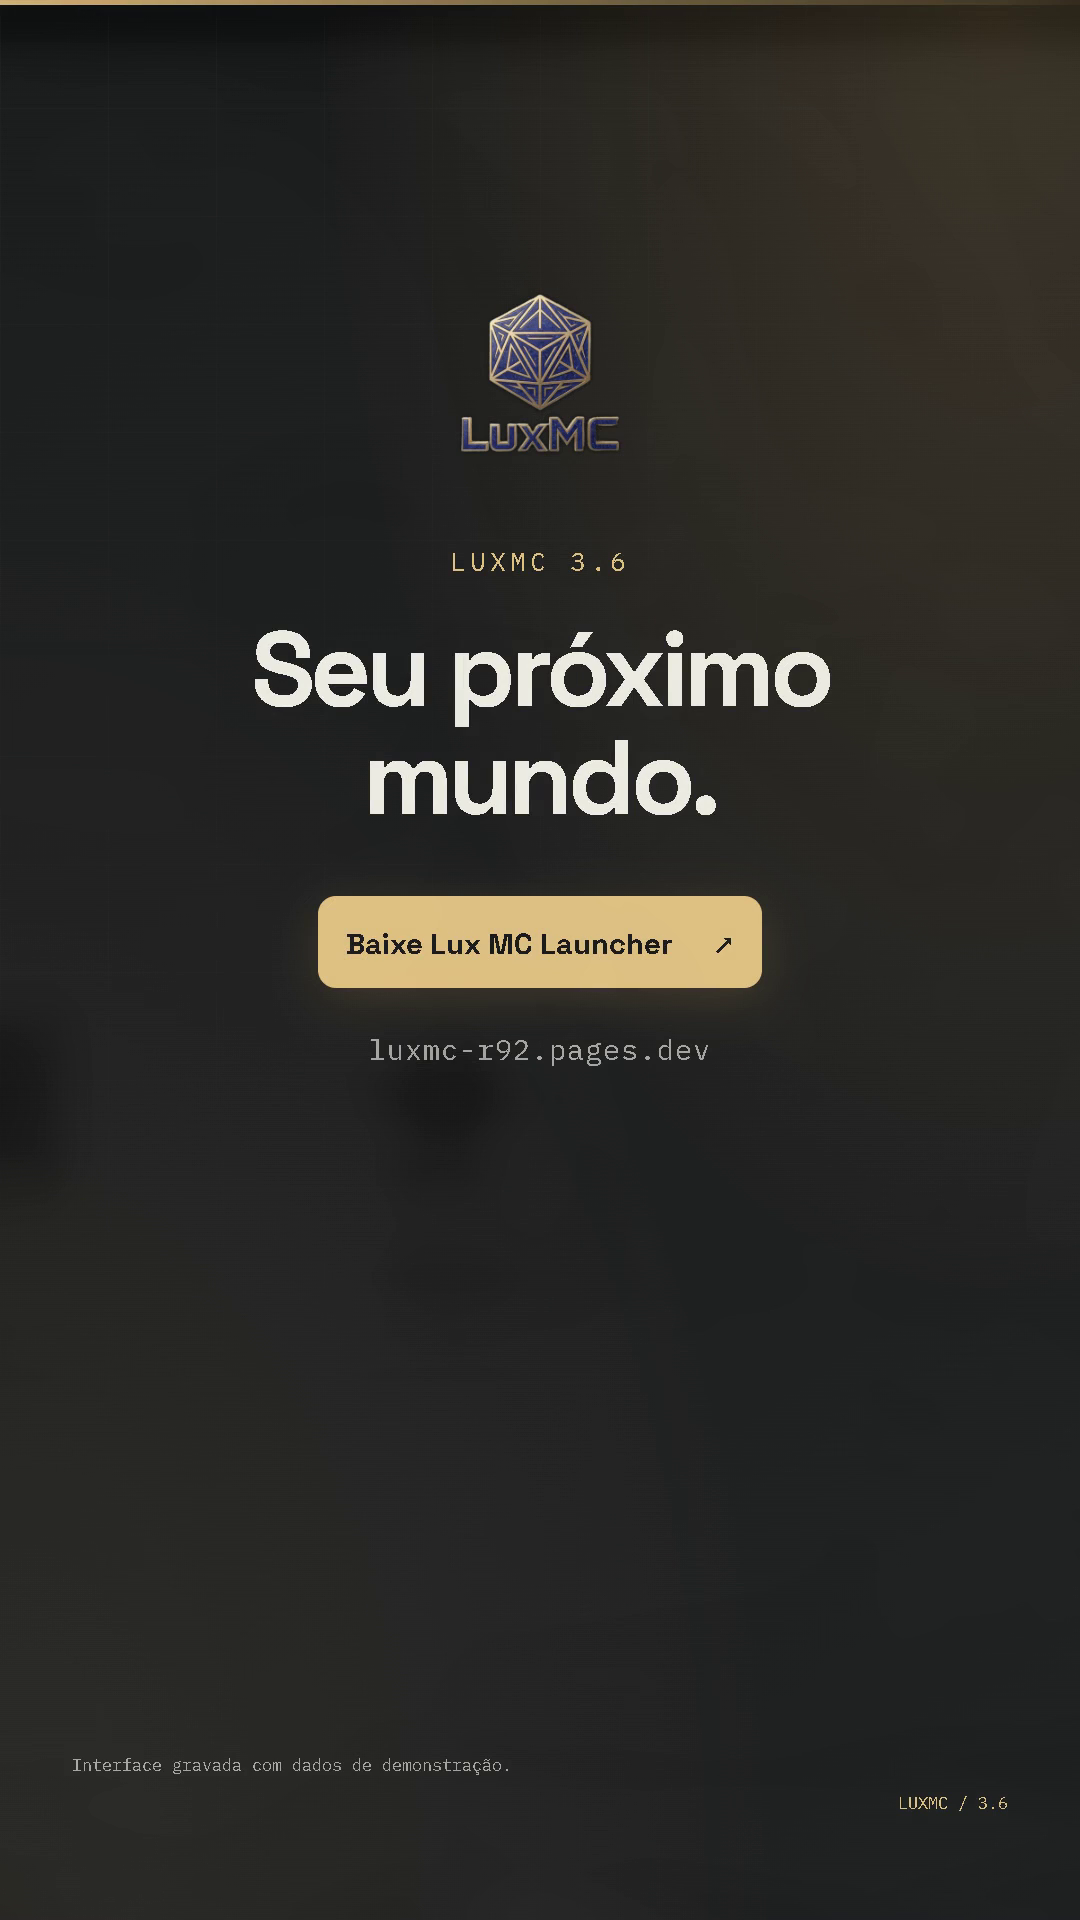 LuxMC
LUXMC 3.6
Seu próximo
mundo.
Baixe Lux MC Launcher ↗
luxmc-r92.pages.dev
Interface gravada com dados de demonstração.
LUXMC / 3.6